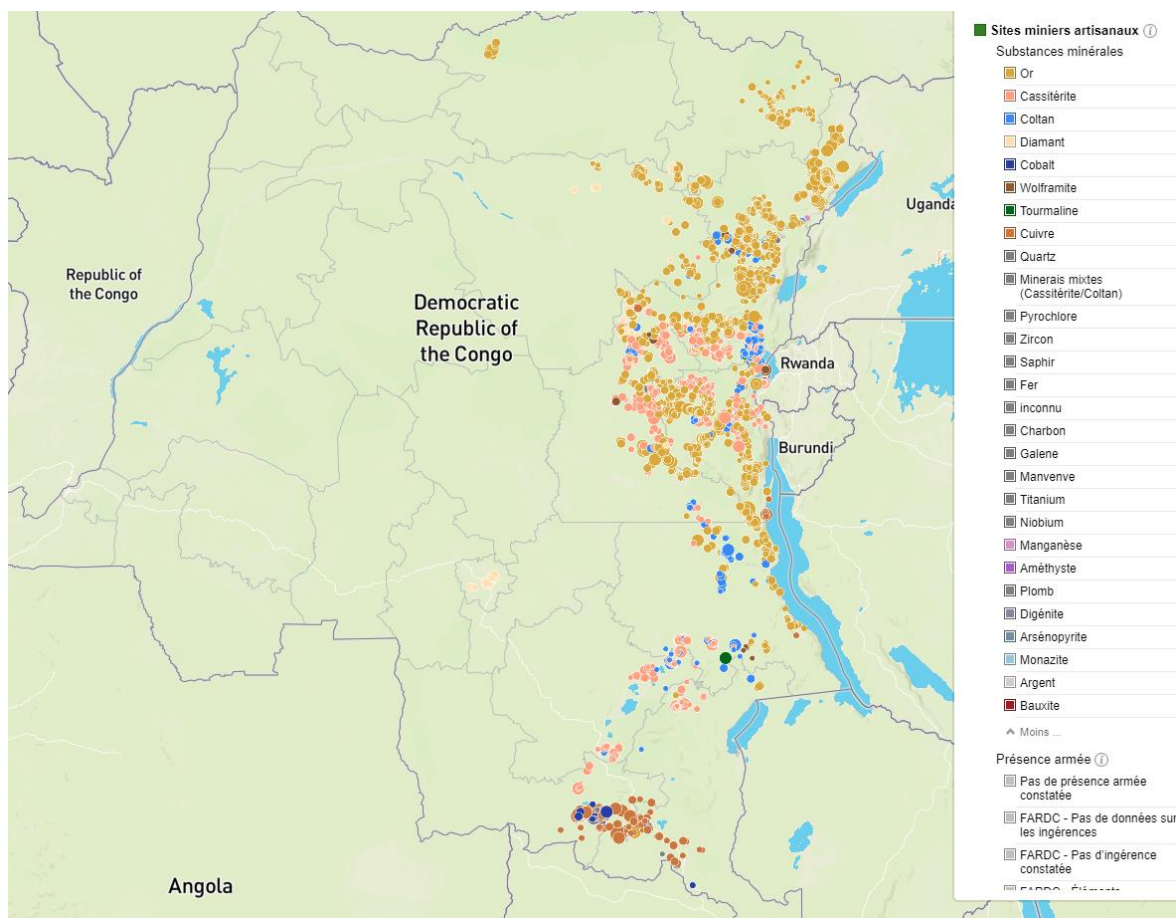 Republic of
the Congo
Democratic
Republic of
the Congo
Uganda
Rwanda
Burundi
Angola
Sites miniers artisanaux
Substances minérales
Or
Cassitérite
Coltan
Diamant
Cobalt
Wolframite
Tourmaline
Cuivre
Quartz
Minerais mixtes
(Cassitérite/Coltan)
Pyrochlore
Zircon
Saphir
Fer
inconnu
Charbon
Galene
Manvenve
Titanium
Niobium
Manganèse
Améthyste
Plomb
Digénite
Arsénopyrite
Monazite
Argent
Bauxite
Moins ...
Présence armée
Pas de présence armée
constatée
FARDC - Pas de données sur
les ingérences
FARDC - Pas d'ingérence
constatée
FARDC - Éléments